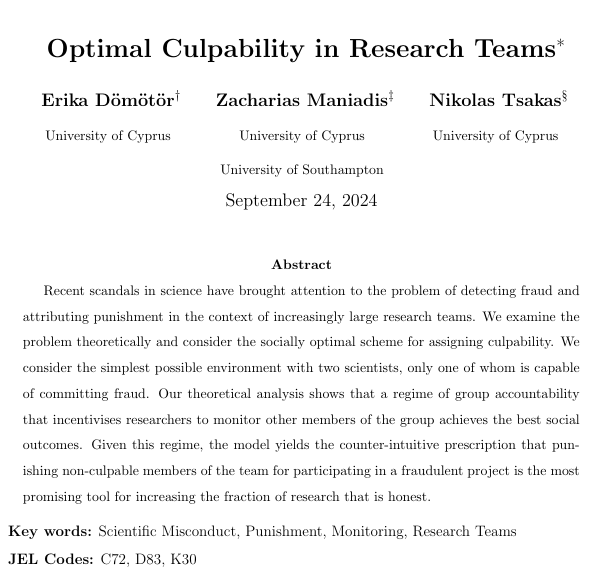 Optimal Culpability in Research Teams*
Erika Dömötör† Zacharias Maniadis‡ Nikolas Tsakas§
University of Cyprus University of Cyprus University of Cyprus
University of Southampton
September 24, 2024
Abstract
Recent scandals in science have brought attention to the problem of detecting fraud and
attributing punishment in the context of increasingly large research teams. We examine the
problem theoretically and consider the socially optimal scheme for assigning culpability. We
consider the simplest possible environment with two scientists, only one of whom is capable
of committing fraud. Our theoretical analysis shows that a regime of group accountability
that incentivises researchers to monitor other members of the group achieves the best social
outcomes. Given this regime, the model yields the counter-intuitive prescription that pun-
ishing non-culpable members of the team for participating in a fraudulent project is the most
promising tool for increasing the fraction of research that is honest.
Key words: Scientific Misconduct, Punishment, Monitoring, Research Teams
JEL Codes: C72, D83, K30